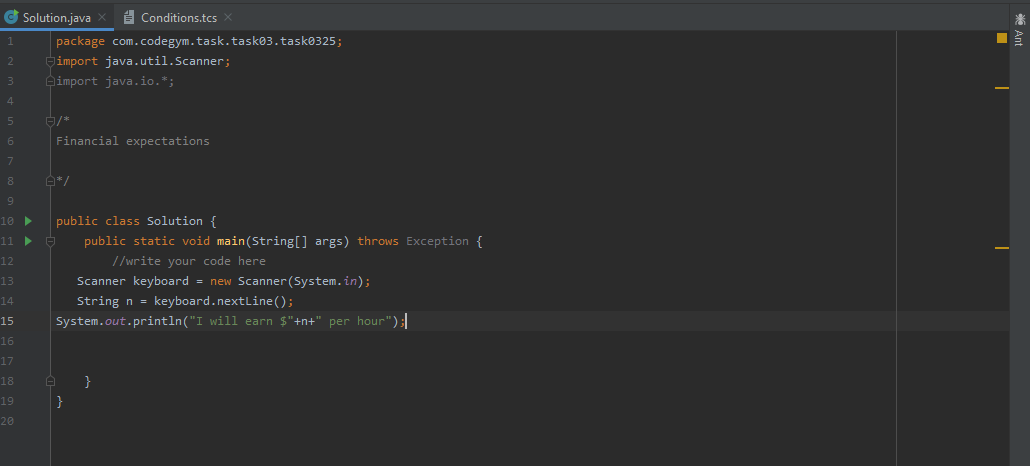 Solution.java Conditions.tcs
Ant
1 package com.codegym.task.task03.task0325;
2 import java.util.Scanner;
3 import java.io.*;
4
5 /*
6 Financial expectations
7
8 */
9
10 public class Solution {
11 public static void main(String[] args) throws Exception {
12 //write your code here
13 Scanner keyboard = new Scanner(System.in);
14 String n = keyboard.nextLine();
15 System.out.println("I will earn $"+n+" per hour");
16
17
18 }
19 }
20